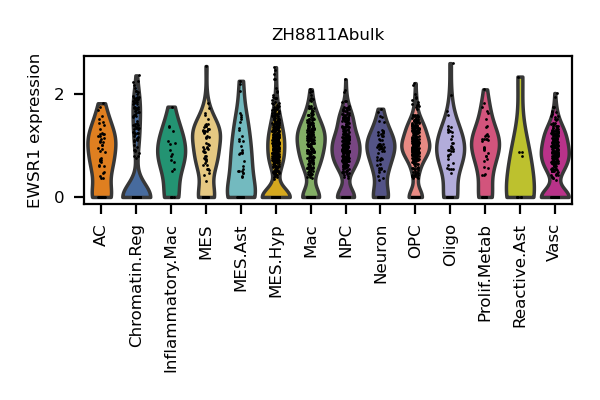 ZH8811Abulk
EWSR1 expression
2
0
AC
Chromatin.Reg
Inflammatory.Mac
MES
MES.Ast
MES.Hyp
Mac
NPC
Neuron
OPC
Oligo
Prolif.Metab
Reactive.Ast
Vasc